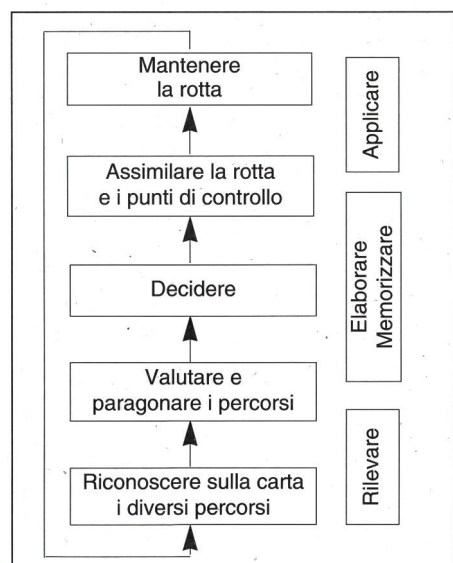 Mantenere
la rotta
Applicare
Assimilare la rotta
e i punti di controllo
Elaborare
Memorizzare
Decidere
Valutare e
paragonare i percorsi
Rilevare
Riconoscere sulla carta
i diversi percorsi